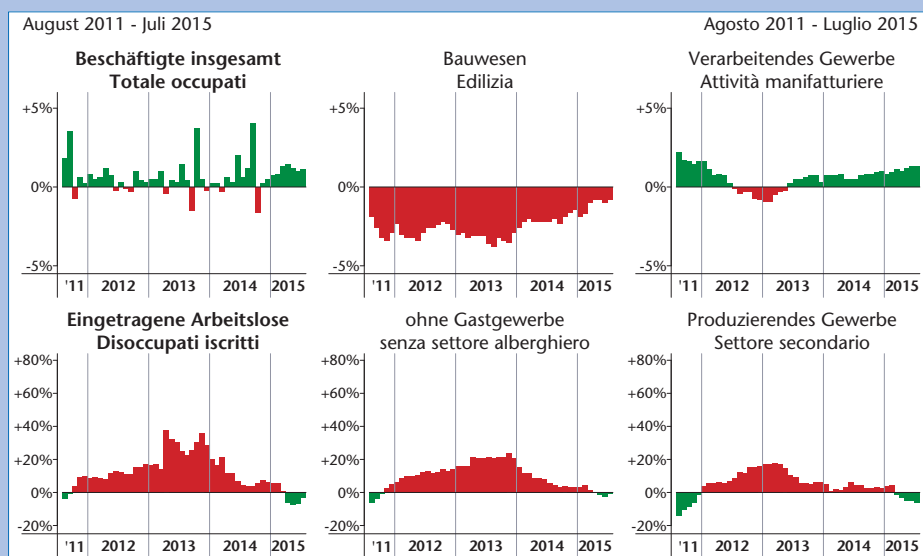 August 2011 - Juli 2015
Agosto 2011 - Luglio 2015
Beschäftigte insgesamt
Totale occupati
+5%
0%
-5%
'11 2012 2013 2014 2015
Bauwesen
Edilizia
+5%
0%
-5%
'11 2012 2013 2014 2015
Verarbeitendes Gewerbe
Attività manifatturiere
+5%
0%
-5%
'11 2012 2013 2014 2015
Eingetragene Arbeitslose
Disoccupati iscritti
+80%
+60%
+40%
+20%
0%
-20%
'11 2012 2013 2014 2015
ohne Gastgewerbe
senza settore alberghiero
+80%
+60%
+40%
+20%
0%
-20%
'11 2012 2013 2014 2015
Produzierendes Gewerbe
Settore secondario
+80%
+60%
+40%
+20%
0%
-20%
'11 2012 2013 2014 2015